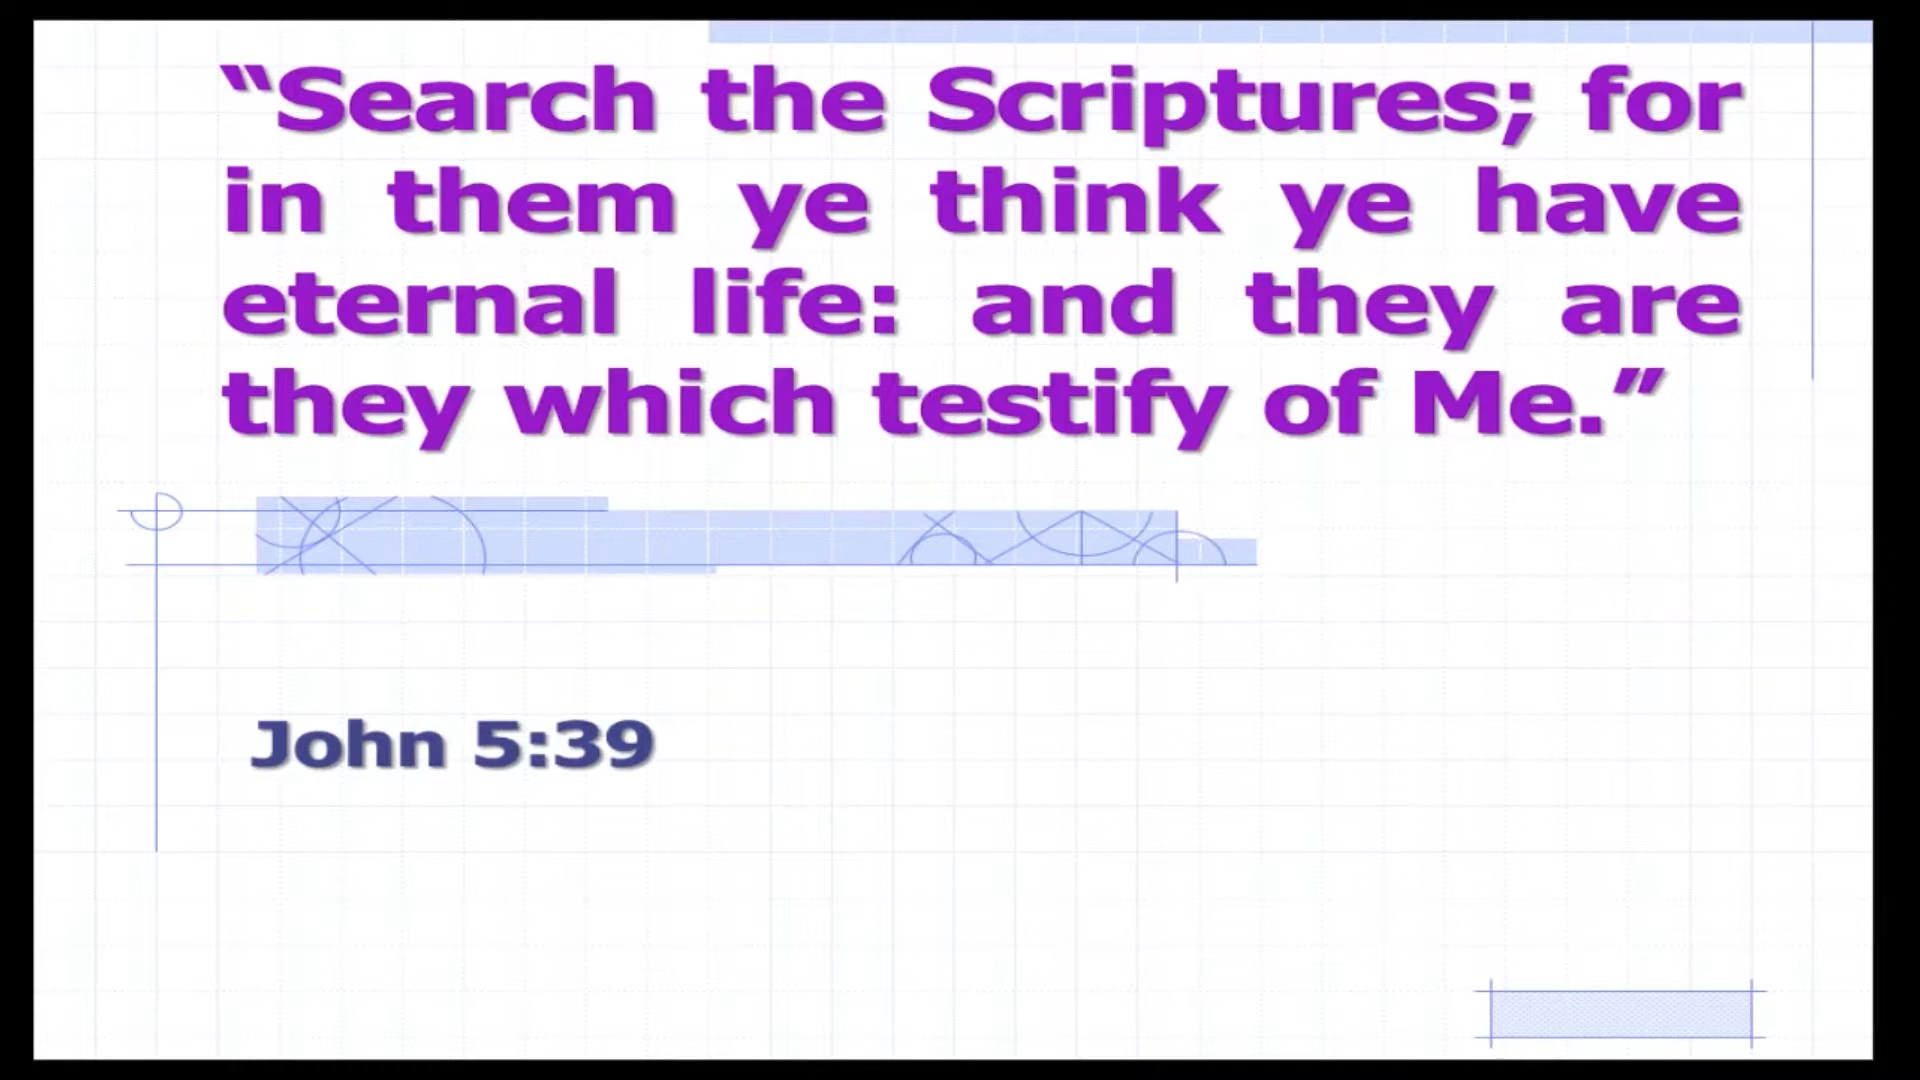 “Search the Scriptures; for
in them ye think ye have
eternal life: and they are
they which testify of Me.”
John 5:39